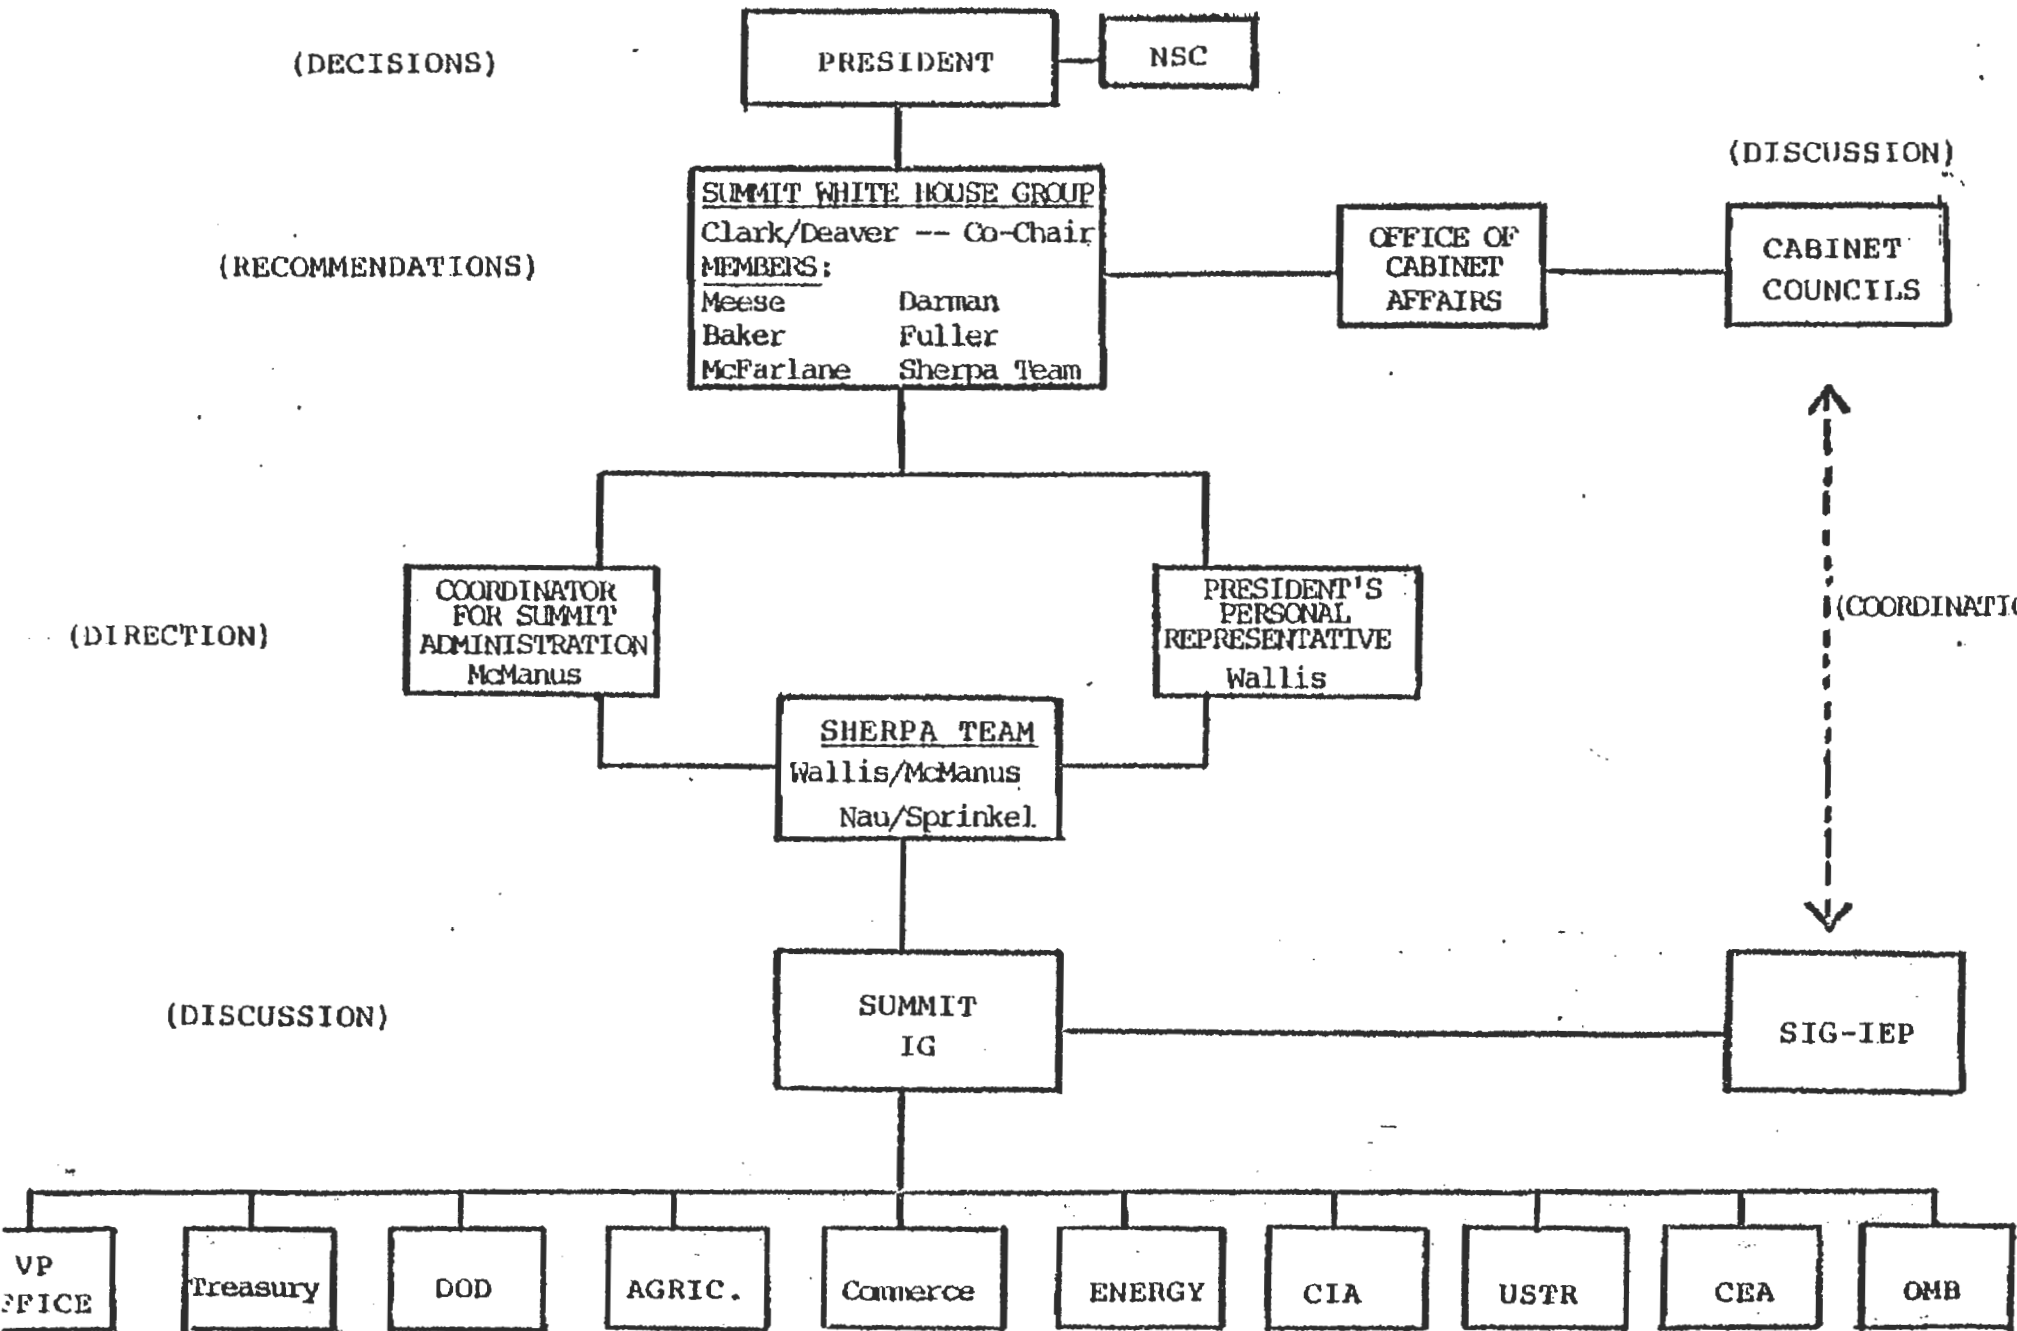 (DECISIONS)
PRESIDENT
NSC
(DISCUSSION)
SUMMIT WHITE HOUSE GROUP
Clark/Deaver -- Co-Chair
MEMBERS:
Meese Darman
Baker Fuller
McFarlane Sherpa Team
(RECOMMENDATIONS)
OFFICE OF
CABINET
AFFAIRS
CABINET
COUNCILS
(DIRECTION)
COORDINATOR
FOR SUMMIT
ADMINISTRATION
McManus
PRESIDENT'S
PERSONAL
REPRESENTATIVE
Wallis
(COORDINATIO
SHERPA TEAM
Wallis/McManus
Nau/Sprinkel
(DISCUSSION)
SUMMIT
IG
SIG-IEP
VP
FFICE
Treasury
DOD
AGRIC.
Commerce
ENERGY
CIA
USTR
CEA
OMB